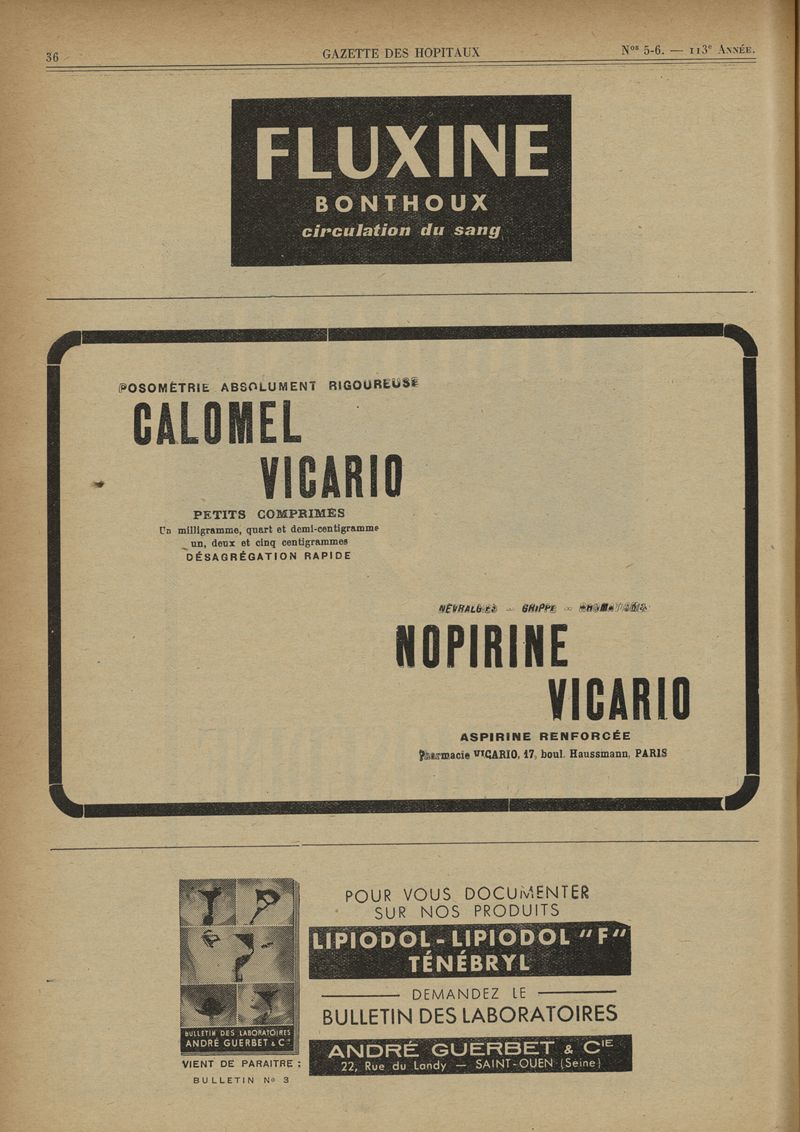 36
GAZETTE DES HOPITAUX
Nos 5-6. — 113e ANNÉE.
FLUXINE
BONTHOUX
circulation du sang
POSOMÉTRIE ABSOLUMENT RIGOUREUSE
CALOMEL
VICARIO
PETITS COMPRIMES
Un milligramme, quart et demi-centigramme
un, deux et cinq centigrammes
DÉSAGRÉGATION RAPIDE
NÉVRALGIES — GRIPPE —
NOPIRINE
VICARIO
ASPIRINE RENFORCÉE
Pharmacie VICARIO, 17, boul. Haussmann, PARIS
BULLETIN DES LABORATOIRES
ANDRÉ GUERBET & Cie
VIENT DE PARAITRE :
BULLETIN No 3
POUR VOUS DOCUMENTER
SUR NOS PRODUITS
LIPIODOL - LIPIODOL "F"
TÉNÉBRYL
DEMANDEZ LE
BULLETIN DES LABORATOIRES
ANDRÉ GUERBET & CIE
22, Rue du Landy — SAINT-OUEN (Seine)